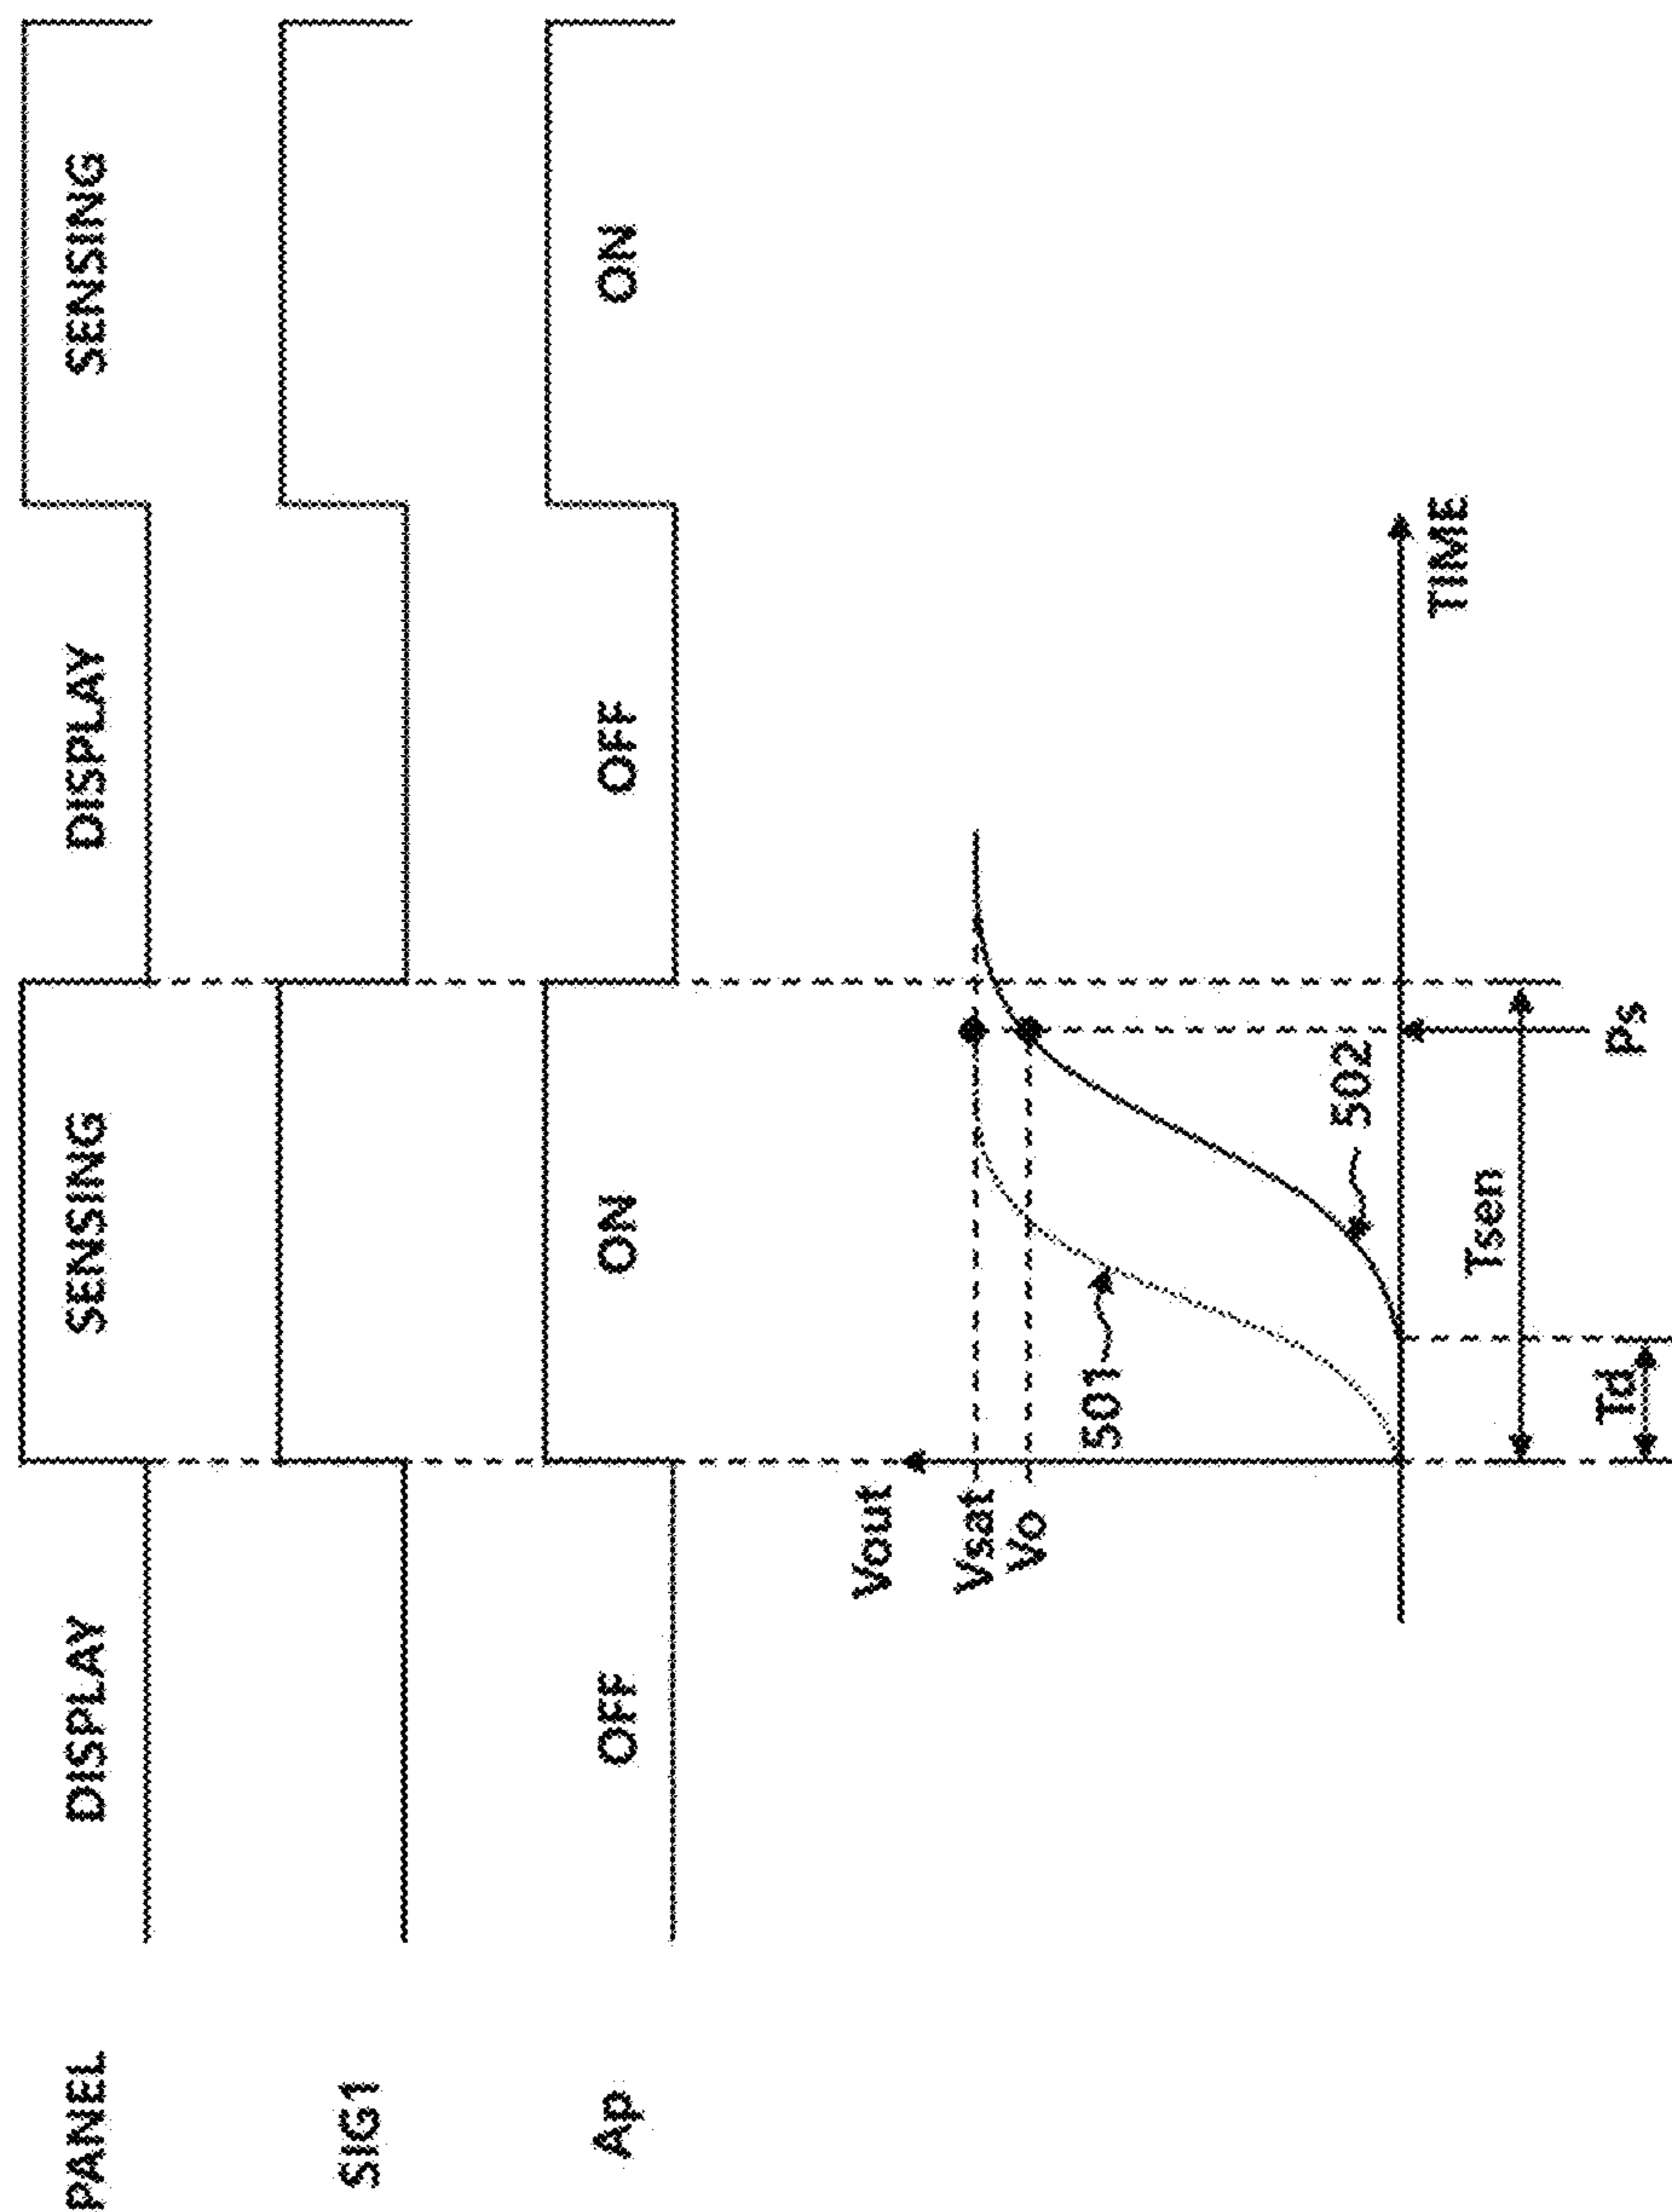 PANEL DISPLAY SENSING DISPLAY SENSING
SIG1
Ap OFF ON OFF ON
Vout
Vsat
Vo
501
502
TIME
Tsen
Td
Ps